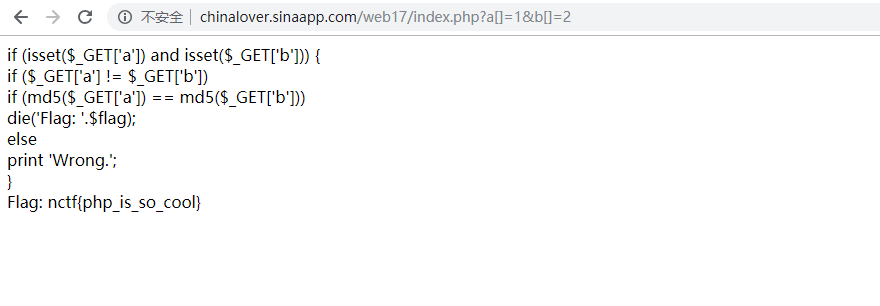 不安全 | chinalover.sinaapp.com/web17/index.php?a[]=1&b[]=2
if (isset($_GET['a']) and isset($_GET['b'])) {
if ($_GET['a'] != $_GET['b'])
if (md5($_GET['a']) == md5($_GET['b']))
die('Flag: '.$flag);
else
print 'Wrong.';
}
Flag: nctf{php_is_so_cool}